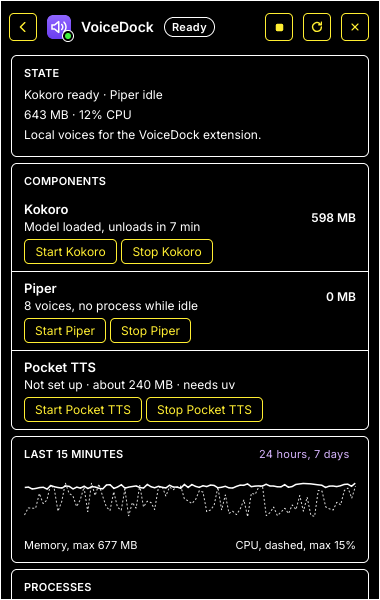 VoiceDock Ready
STATE
Kokoro ready · Piper idle
643 MB · 12% CPU
Local voices for the VoiceDock extension.
COMPONENTS
Kokoro
Model loaded, unloads in 7 min
598 MB
Start Kokoro Stop Kokoro
Piper
8 voices, no process while idle
0 MB
Start Piper Stop Piper
Pocket TTS
Not set up · about 240 MB · needs uv
Start Pocket TTS Stop Pocket TTS
LAST 15 MINUTES 24 hours, 7 days
Memory, max 677 MB CPU, dashed, max 15%
PROCESSES